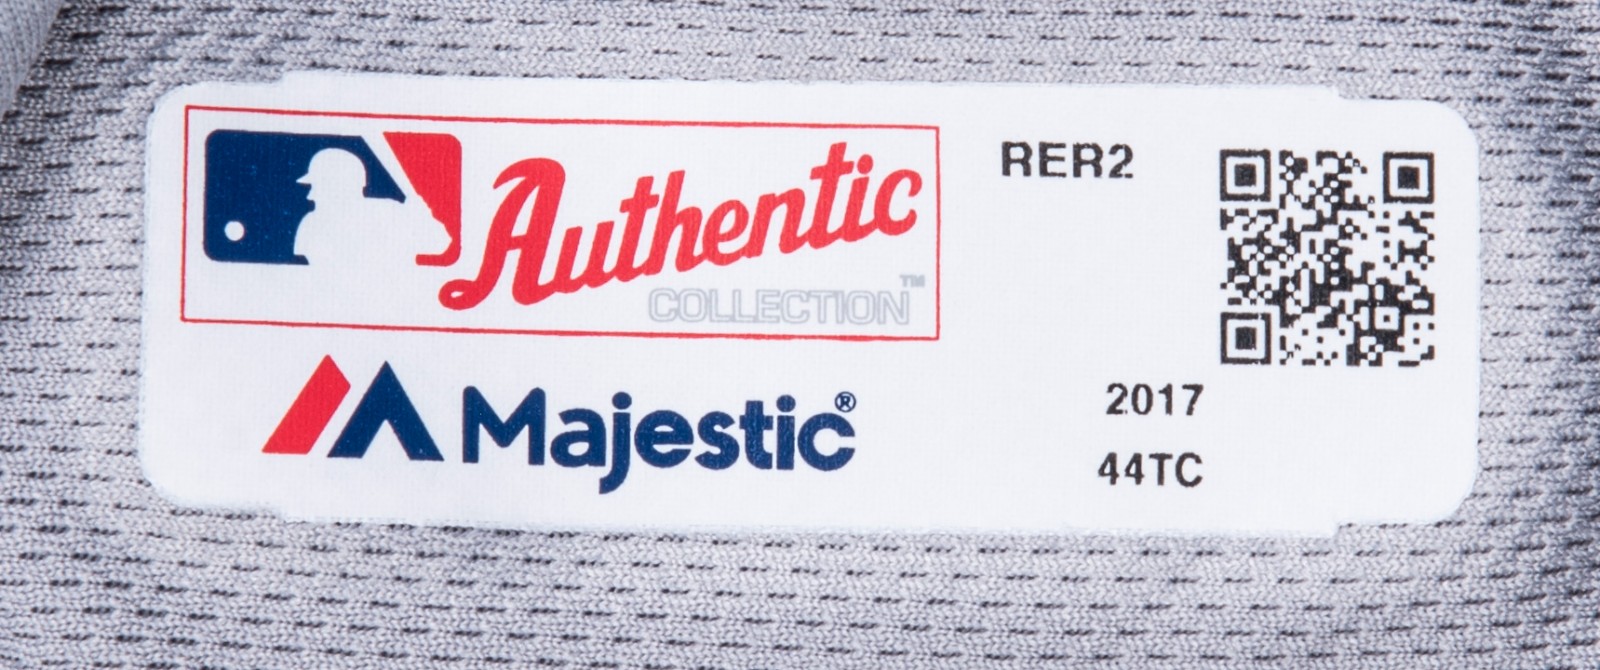 Authentic
COLLECTION™
Majestic®
RER2
2017
44TC